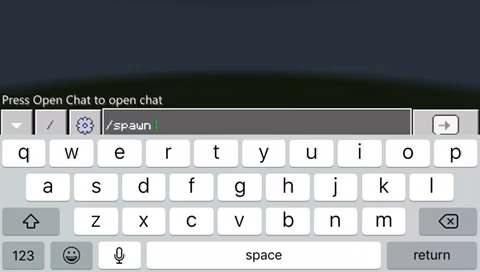 Press Open Chat to open chat
/
/spawn
q w e r t y u i o p
a s d f g h j k l
z x c v b n m
123 space return